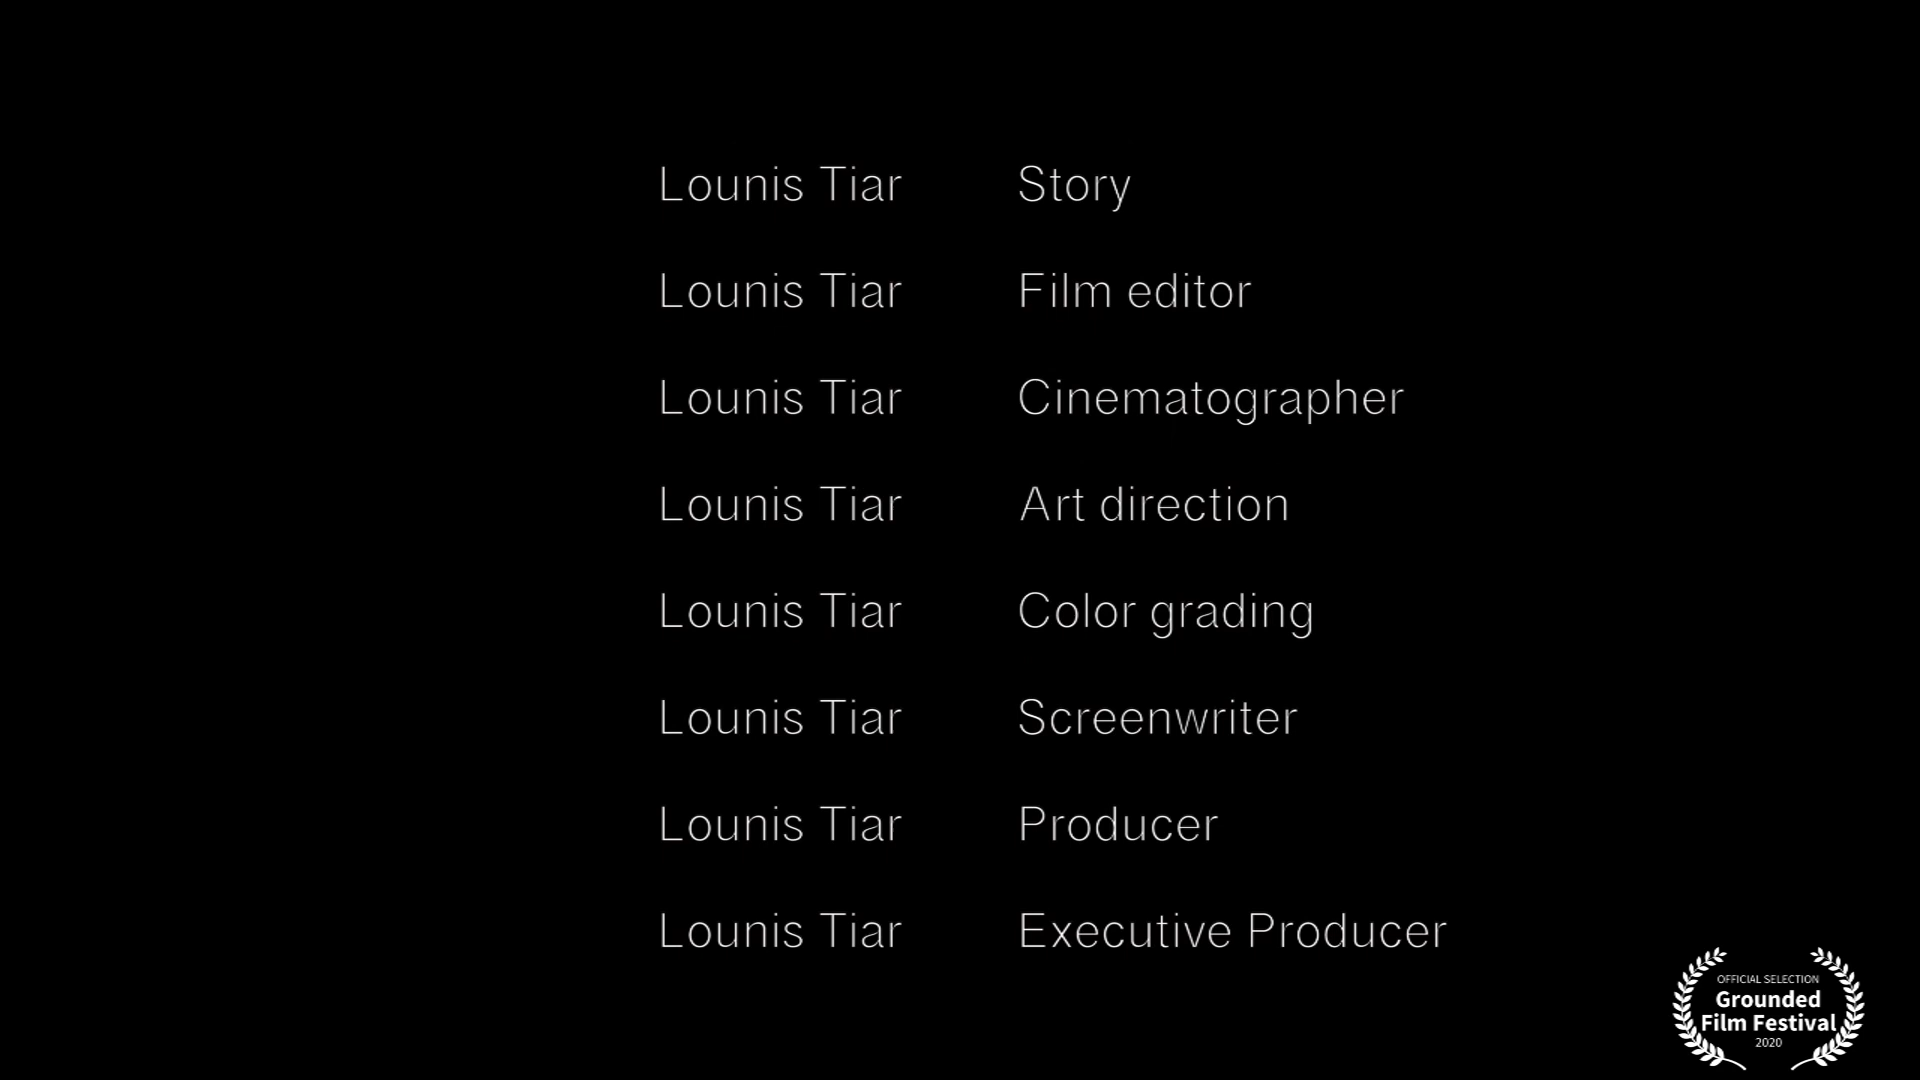 Lounis Tiar Story
Lounis Tiar Film editor
Lounis Tiar Cinematographer
Lounis Tiar Art direction
Lounis Tiar Color grading
Lounis Tiar Screenwriter
Lounis Tiar Producer
Lounis Tiar Executive Producer
OFFICIAL SELECTION
Grounded
Film Festival
2020